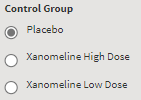 Control Group
Placebo
Xanomeline High Dose
Xanomeline Low Dose